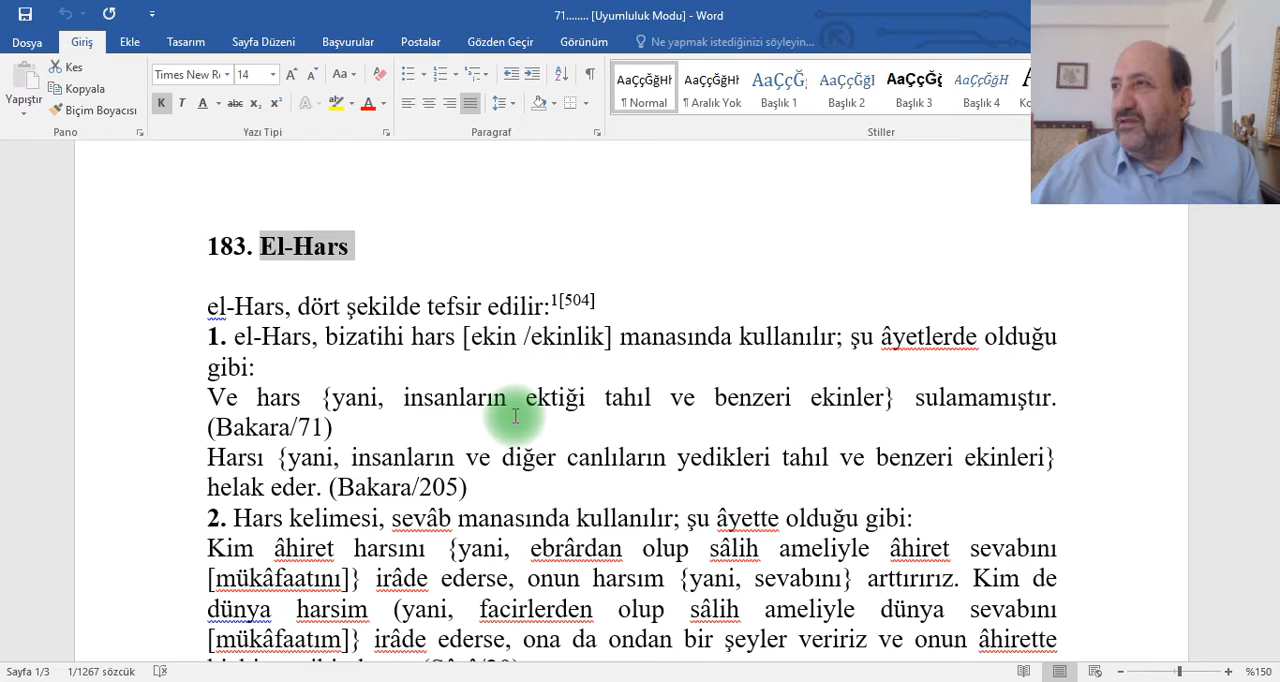 71........ [Uyumluluk Modu] - Word
Dosya Giriş Ekle Tasarım Sayfa Düzeni Başvurular Postalar Gözden Geçir Görünüm Ne yapmak istediğinizi söyleyin...
Yapıştır
Kes
Kopyala
Biçim Boyacısı
Times New Ro 14
AaÇçĞğHł AaÇçĞğHł AaÇçĞğ AaÇçĞğI AaÇçĞğ AaÇçĞğH
¶ Normal ¶ Aralık Yok Başlık 1 Başlık 2 Başlık 3 Başlık 4
Pano Yazı Tipi Paragraf Stiller
183. El-Hars
el-Hars, dört şekilde tefsir edilir:1[504]
1. el-Hars, bizatihi hars [ekin /ekinlik] manasında kullanılır; şu âyetlerde olduğu
gibi:
Ve hars {yani, insanların ektiği tahıl ve benzeri ekinler} sulamamıştır.
(Bakara/71)
Harsı {yani, insanların ve diğer canlıların yedikleri tahıl ve benzeri ekinleri}
helak eder. (Bakara/205)
2. Hars kelimesi, sevâb manasında kullanılır; şu âyette olduğu gibi:
Kim âhiret harsını {yani, ebrârdan olup sâlih ameliyle âhiret sevabını
[mükâfaatını]} irâde ederse, onun harsım {yani, sevabını} arttırırız. Kim de
dünya harsim (yani, facirlerden olup sâlih ameliyle dünya sevabını
[mükâfaatım]} irâde ederse, ona da ondan bir şeyler veririz ve onun âhirette
Sayfa 1/3 1/1267 sözcük %150